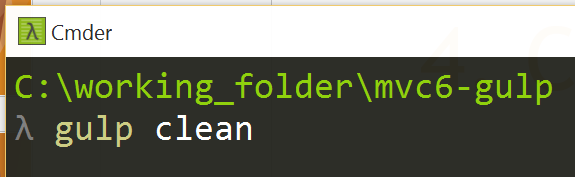 λ Cmder
C:\working_folder\mvc6-gulp
λ gulp clean